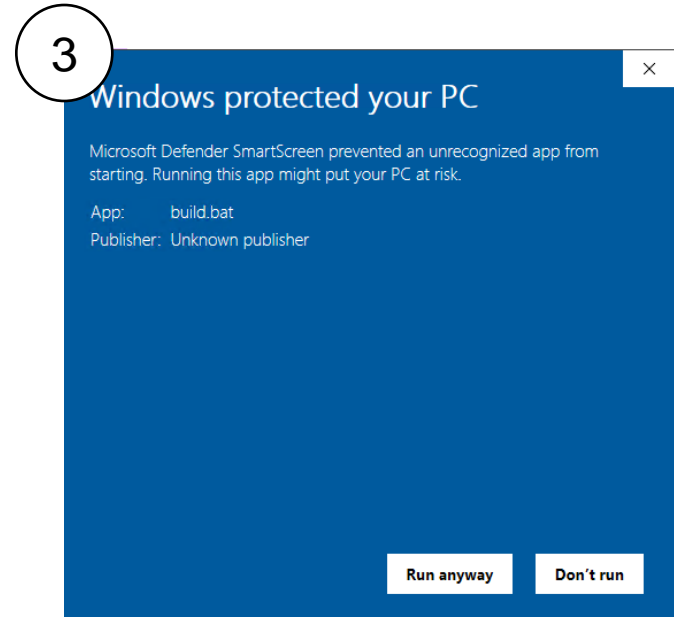 3
Windows protected your PC
Microsoft Defender SmartScreen prevented an unrecognized app from
starting. Running this app might put your PC at risk.
App: build.bat
Publisher: Unknown publisher
Run anyway Don't run